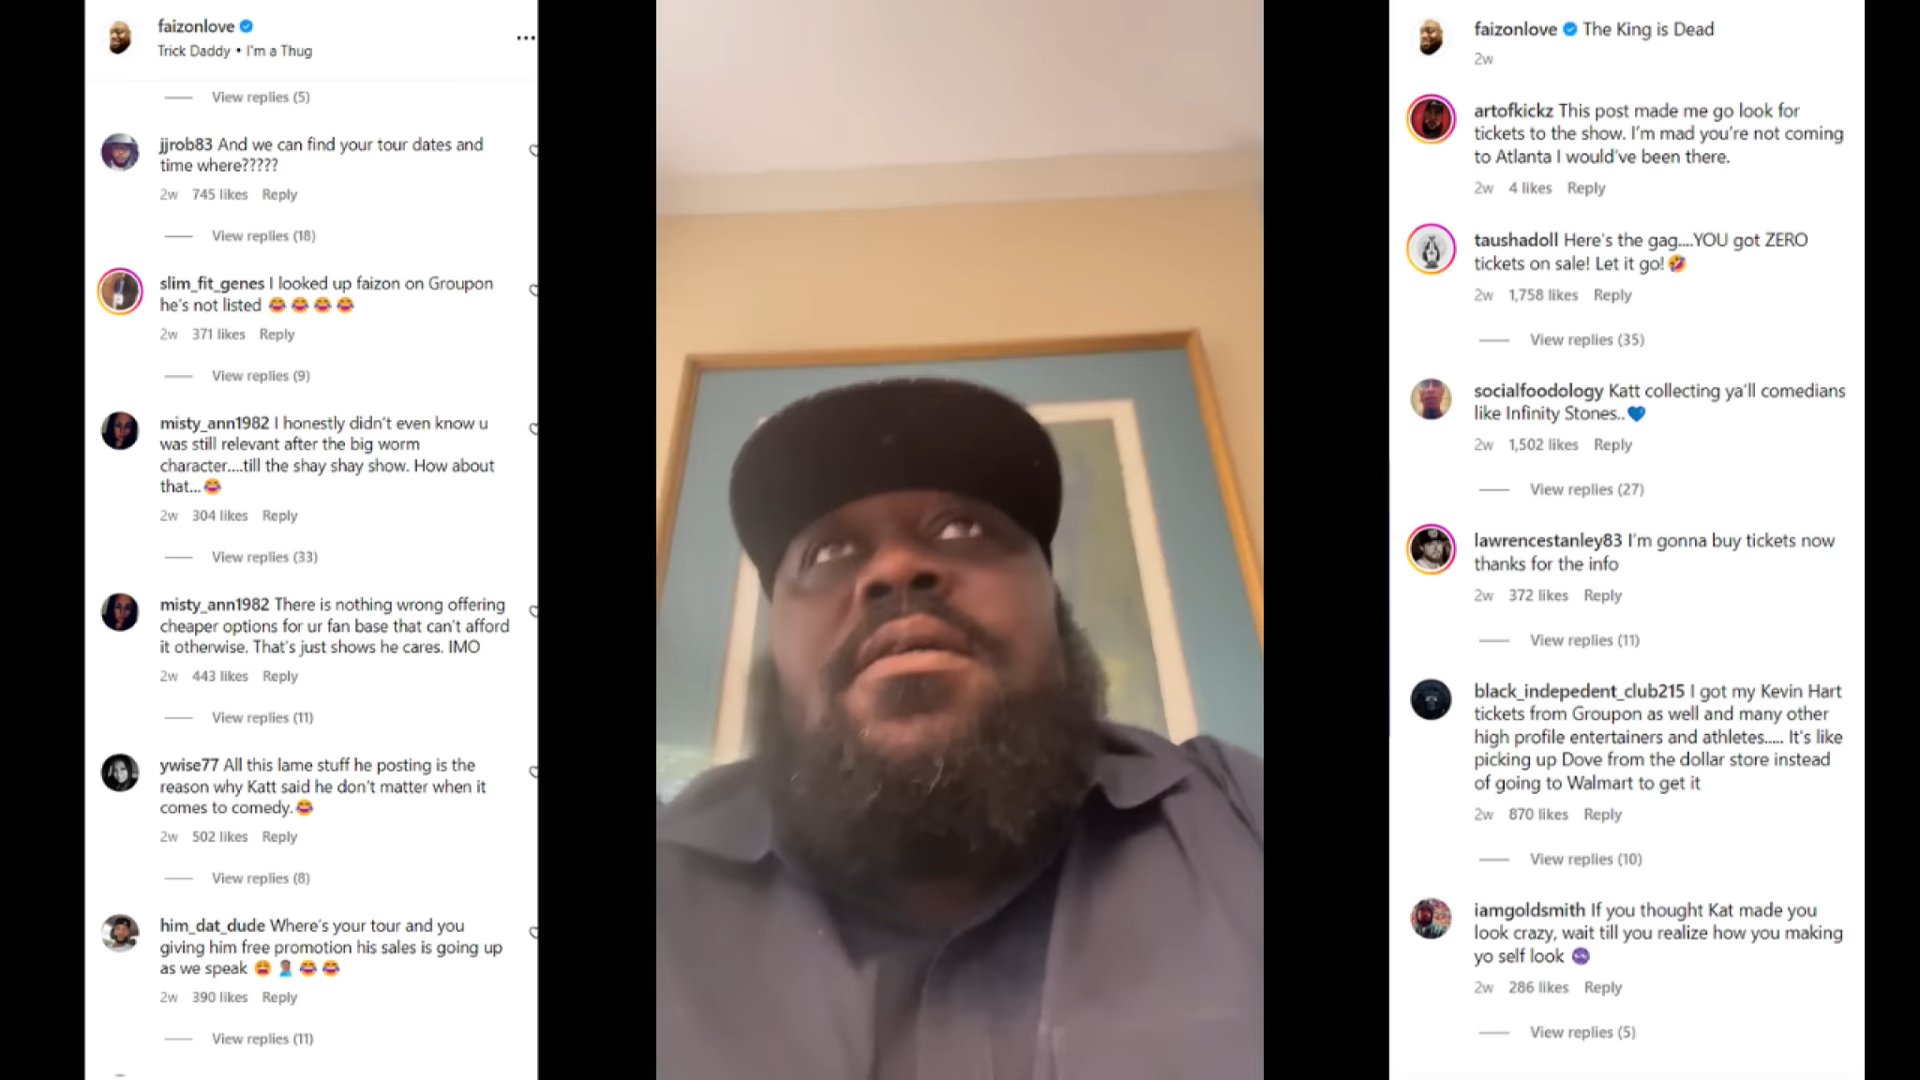 faizonlove
Trick Daddy • I'm a Thug
View replies (5)
jjrob83 And we can find your tour dates and
time where?????
2w 745 likes Reply
View replies (18)
slim_fit_genes I looked up faizon on Groupon
he's not listed 😂 😂 😂 😂
2w 371 likes Reply
View replies (9)
misty_ann1982 I honestly didn't even know u
was still relevant after the big worm
character....till the shay shay show. How about
that...😂
2w 304 likes Reply
View replies (33)
misty_ann1982 There is nothing wrong offering
cheaper options for ur fan base that can't afford
it otherwise. That's just shows he cares. IMO
2w 443 likes Reply
View replies (11)
ywise77 All this lame stuff he posting is the
reason why Katt said he don't matter when it
comes to comedy.😂
2w 502 likes Reply
View replies (8)
him_dat_dude Where's your tour and you
giving him free promotion his sales is going up
as we speak
2w 390 likes Reply
View replies (11)
faizonlove The King is Dead
2w
artofkickz This post made me go look for
tickets to the show. I'm mad you're not coming
to Atlanta I would've been there.
2w 4 likes Reply
taushadoll Here's the gag....YOU got ZERO
tickets on sale! Let it go!🤣
2w 1,758 likes Reply
View replies (35)
socialfoodology Katt collecting ya'll comedians
like Infinity Stones..💙
2w 1,502 likes Reply
View replies (27)
lawrencestanley83 I'm gonna buy tickets now
thanks for the info
2w 372 likes Reply
View replies (11)
black_indepedent_club215 I got my Kevin Hart
tickets from Groupon as well and many other
high profile entertainers and athletes..... It's like
picking up Dove from the dollar store instead
of going to Walmart to get it
2w 870 likes Reply
View replies (10)
iamgoldsmith If you thought Kat made you
look crazy, wait till you realize how you making
yo self look
2w 286 likes Reply
View replies (5)